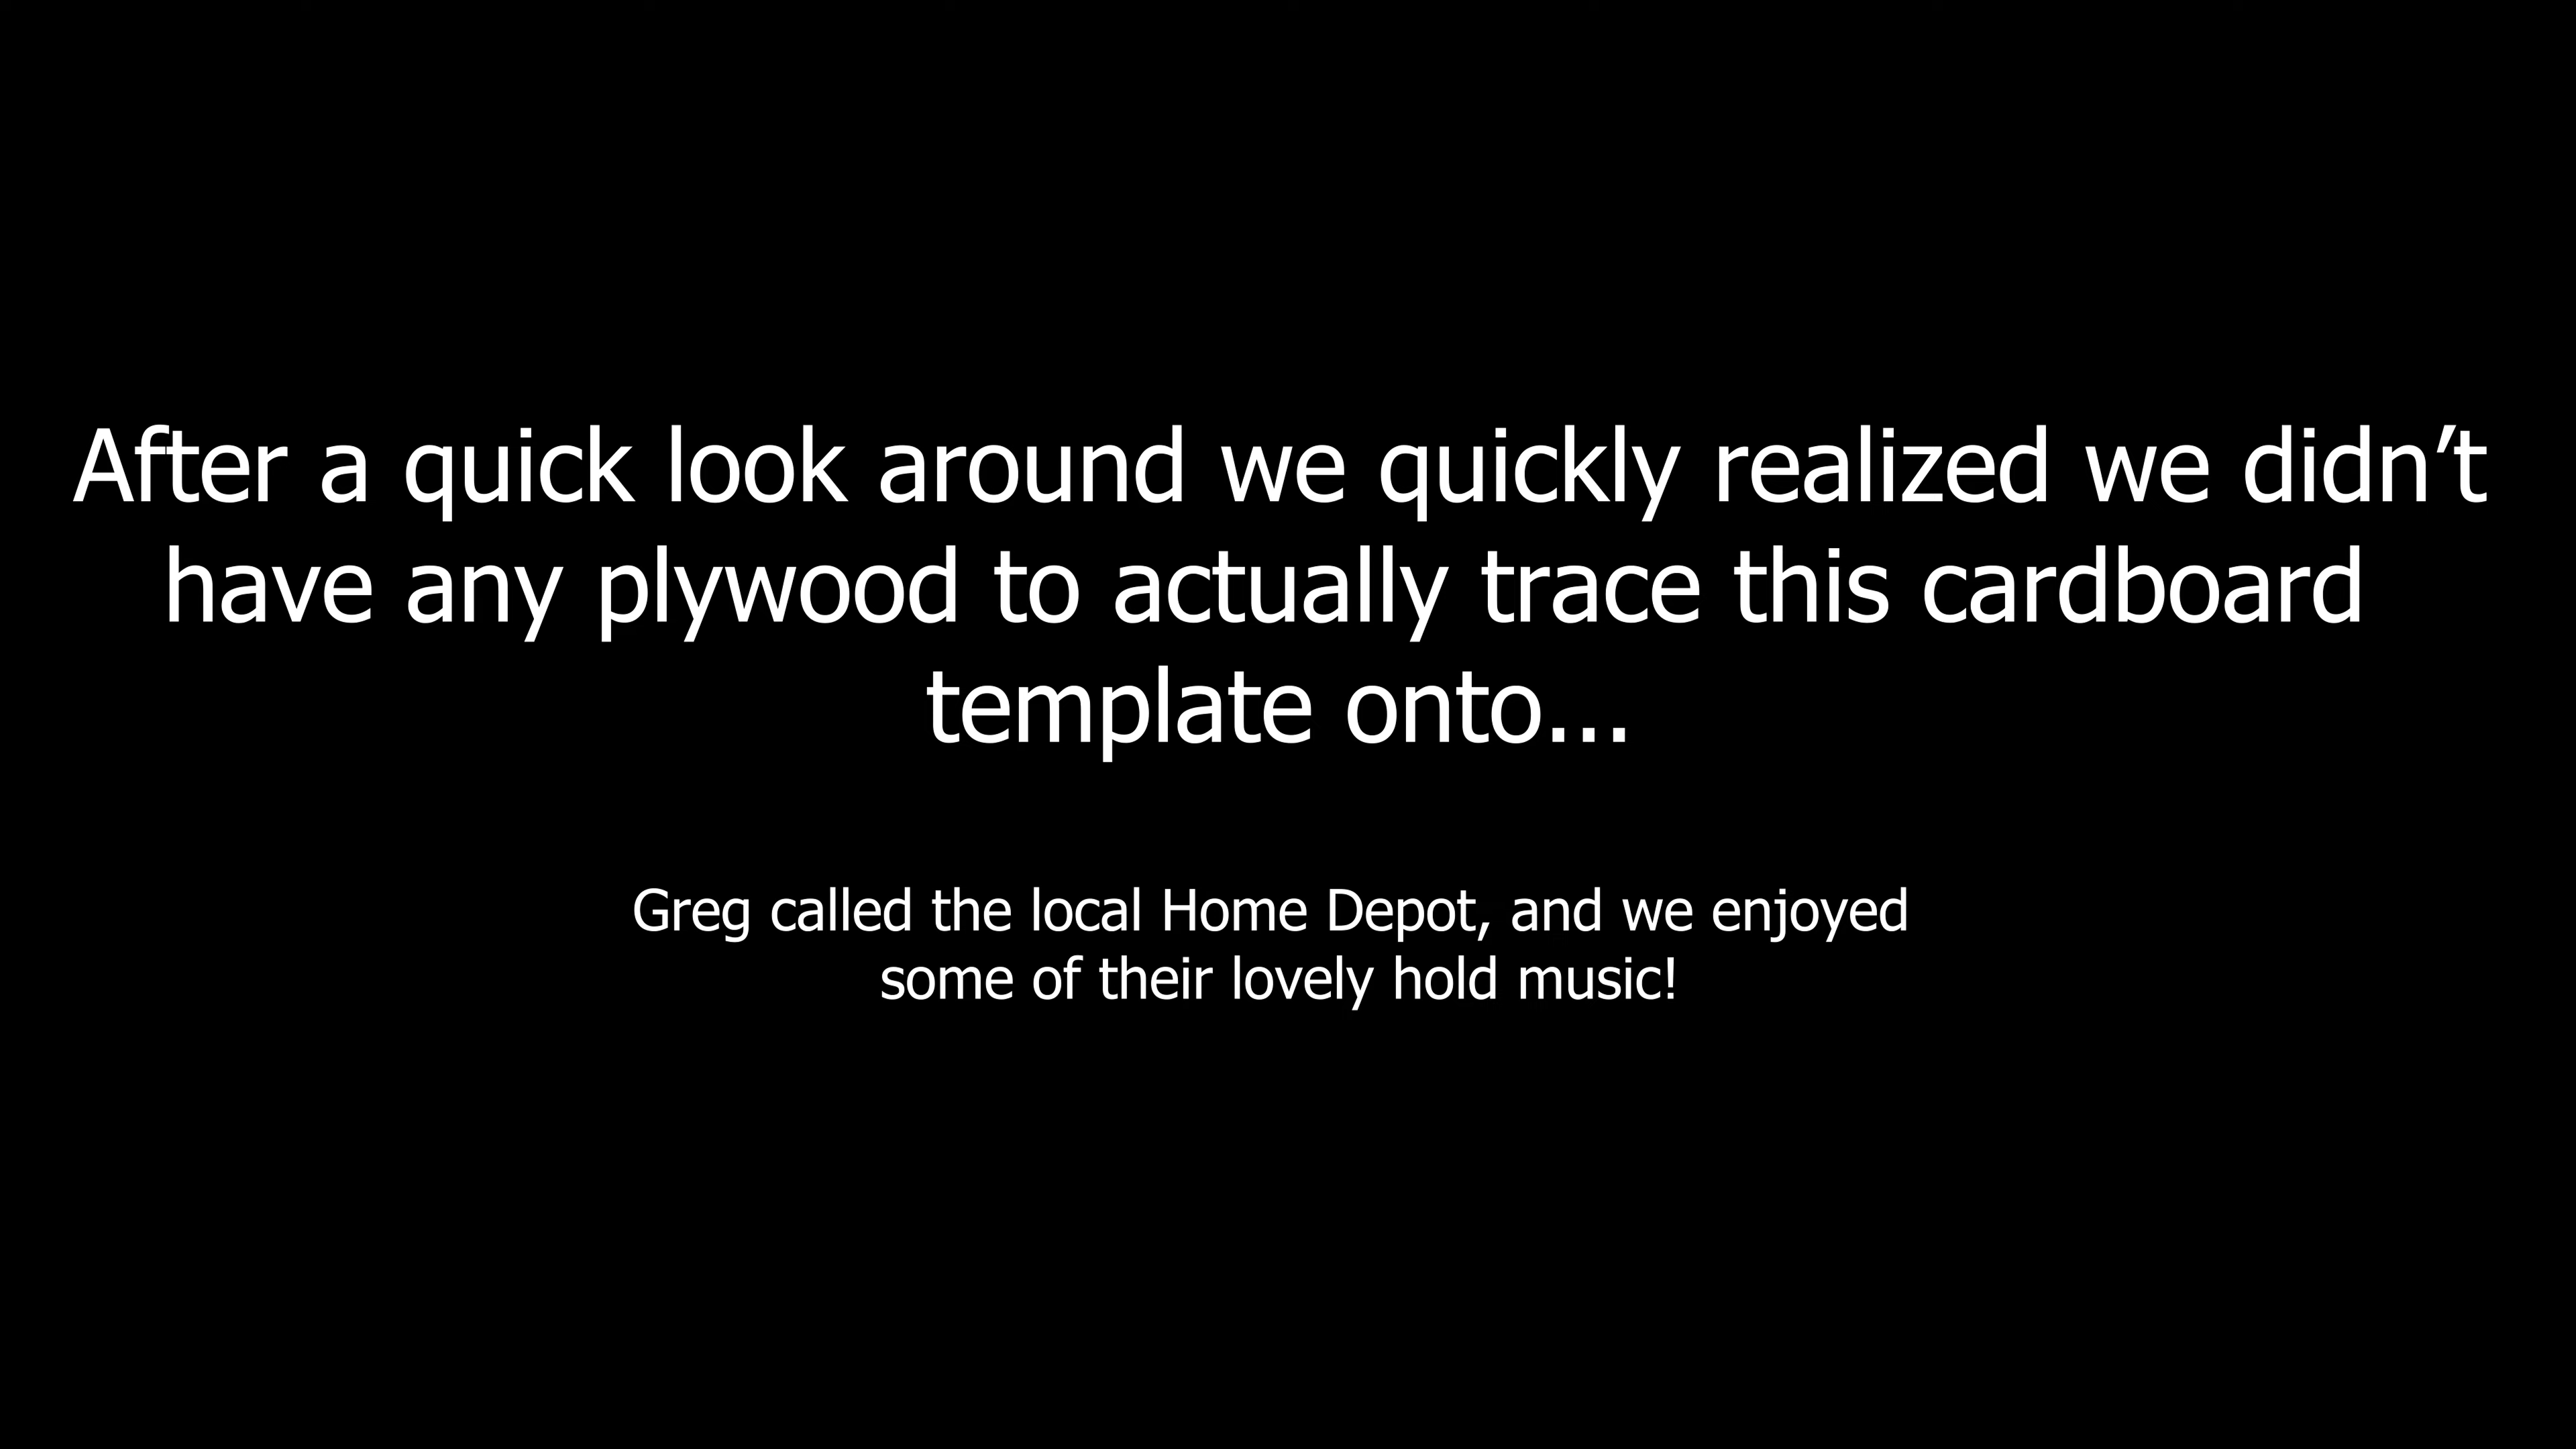 After a quick look around we quickly realized we didn’t
have any plywood to actually trace this cardboard
template onto...
Greg called the local Home Depot, and we enjoyed
some of their lovely hold music!